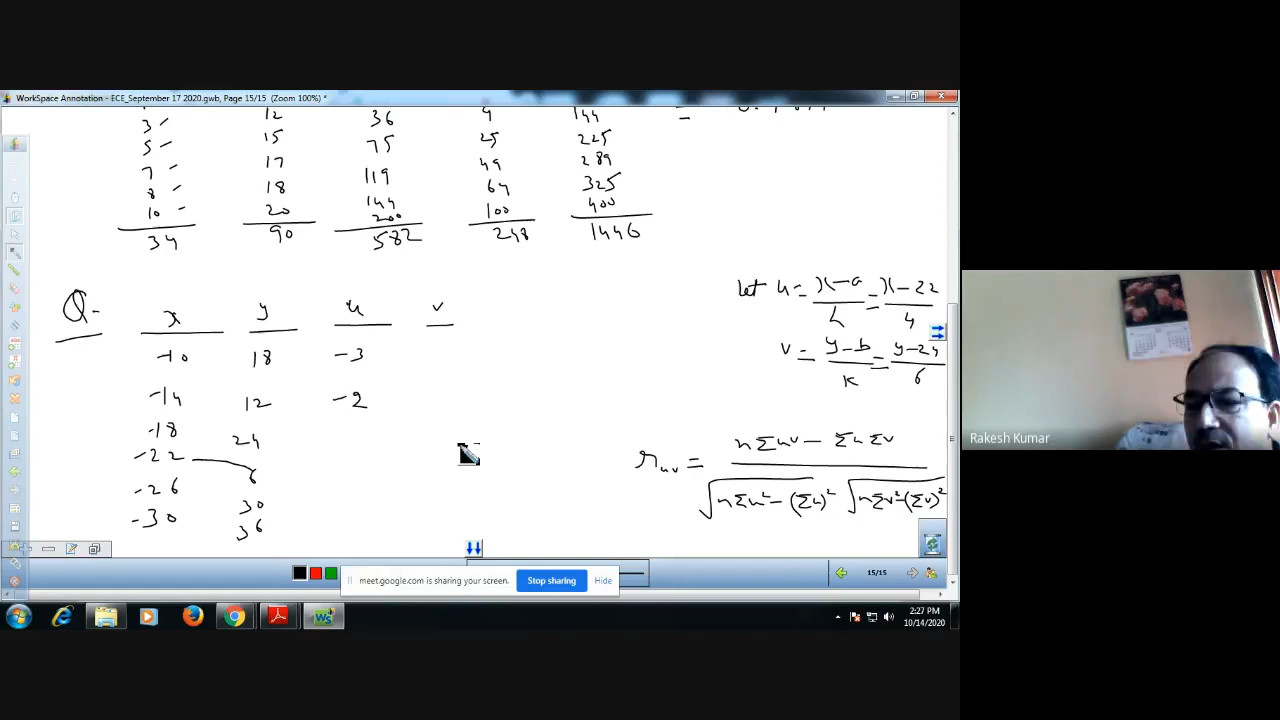 WorkSpace Annotation - ECE_September 17 2020.gwb, Page 15/15 (Zoom 100%) *
3 12 36 9 144 =
5 15 75 25 225
7 17 119 49 289
8 18 144 64 325
10 20 200 100 400
34 90 582 248 1446
Q- x y u v
-10 18 -3
-14 12 -2
-18 24
-22 6
-26 30
-30 36
let u = x-a/h = x-22/4
v = y-b/k = y-24/6
r_uv = n Σuv - Σu Σv / √nΣu² - (Σu)² √nΣv² - (Σv)²
Rakesh Kumar
meet.google.com is sharing your screen. Stop sharing Hide
15/15
2:27 PM
10/14/2020